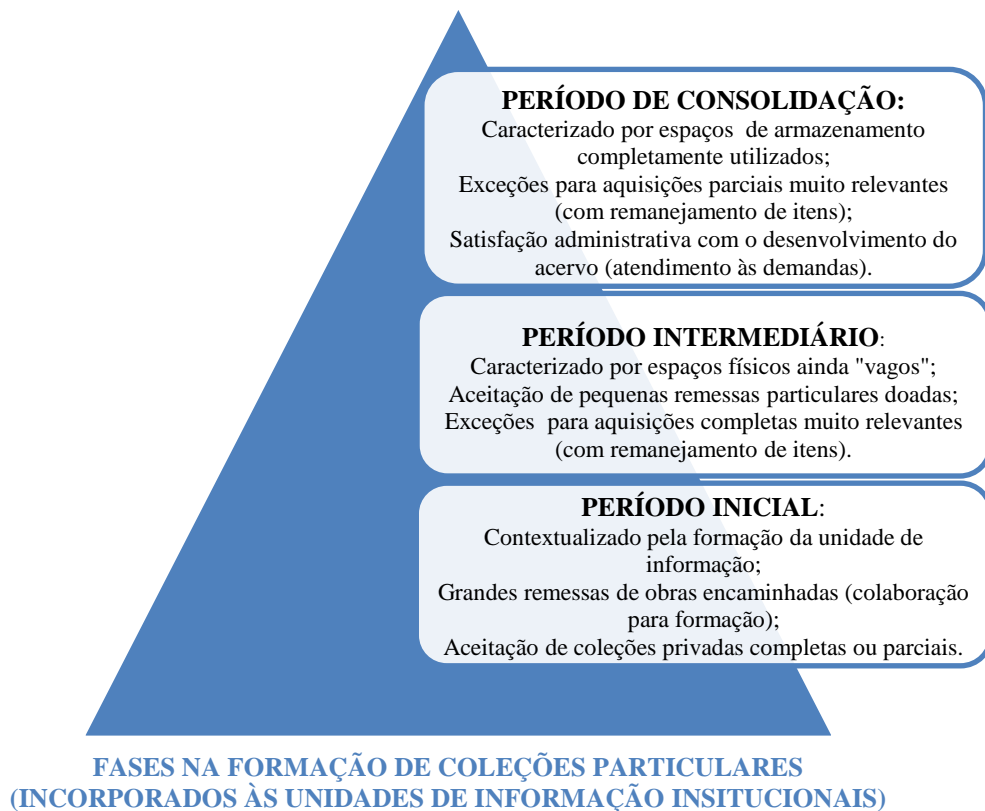 PERÍODO DE CONSOLIDAÇÃO:
Caracterizado por espaços de armazenamento
completamente utilizados;
Exceções para aquisições parciais muito relevantes
(com remanejamento de itens);
Satisfação administrativa com o desenvolvimento do
acervo (atendimento às demandas).
PERÍODO INTERMEDIÁRIO:
Caracterizado por espaços físicos ainda "vagos";
Aceitação de pequenas remessas particulares doadas;
Exceções para aquisições completas muito relevantes
(com remanejamento de itens).
PERÍODO INICIAL:
Contextualizado pela formação da unidade de
informação;
Grandes remessas de obras encaminhadas (colaboração
para formação);
Aceitação de coleções privadas completas ou parciais.
FASES NA FORMAÇÃO DE COLEÇÕES PARTICULARES
(INCORPORADOS ÀS UNIDADES DE INFORMAÇÃO INSITUCIONAIS)